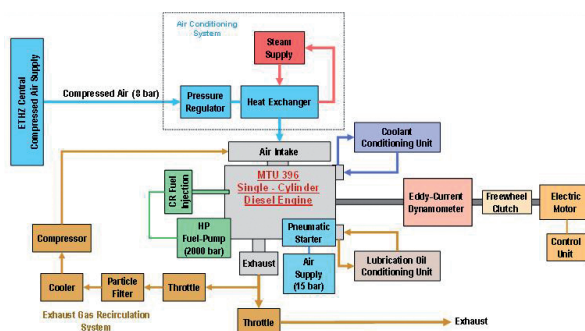 Air Conditioning
System
Steam
Supply
ETHZ Central
Compressed Air Supply
Compressed Air (8 bar)
Pressure
Regulator
Heat Exchanger
Air Intake
Coolant
Conditioning Unit
MTU 396
Single - Cylinder
Diesel Engine
CR Fuel
Injection
HP
Fuel-Pump
(2000 bar)
Pneumatic
Starter
Eddy-Current
Dynamometer
Freewheel
Clutch
Electric
Motor
Control
Unit
Compressor
Exhaust
Air
Supply
(15 bar)
Lubrication Oil
Conditioning Unit
Cooler
Particle
Filter
Throttle
Exhaust Gas Recirculation
System
Throttle
Exhaust